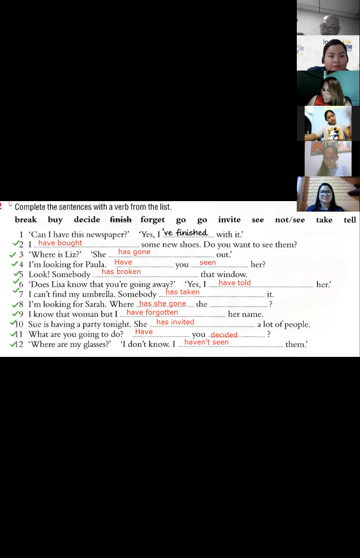 2 Complete the sentences with a verb from the list.
break buy decide finish forget go go invite see not/see take tell
1 'Can I have this newspaper?' 'Yes, I 've finished with it.'
2 I have bought some new shoes. Do you want to see them?
3 'Where is Liz?' 'She has gone out.'
4 I'm looking for Paula. Have you seen her?
5 Look! Somebody has broken that window.
6 'Does Lisa know that you're going away?' 'Yes, I have told her.'
7 I can't find my umbrella. Somebody has taken it.
8 I'm looking for Sarah. Where has she gone she ?
9 I know that woman but I have forgotten her name.
10 Sue is having a party tonight. She has invited a lot of people.
11 What are you going to do? Have you decided ?
12 'Where are my glasses?' 'I don't know. I haven't seen them.'